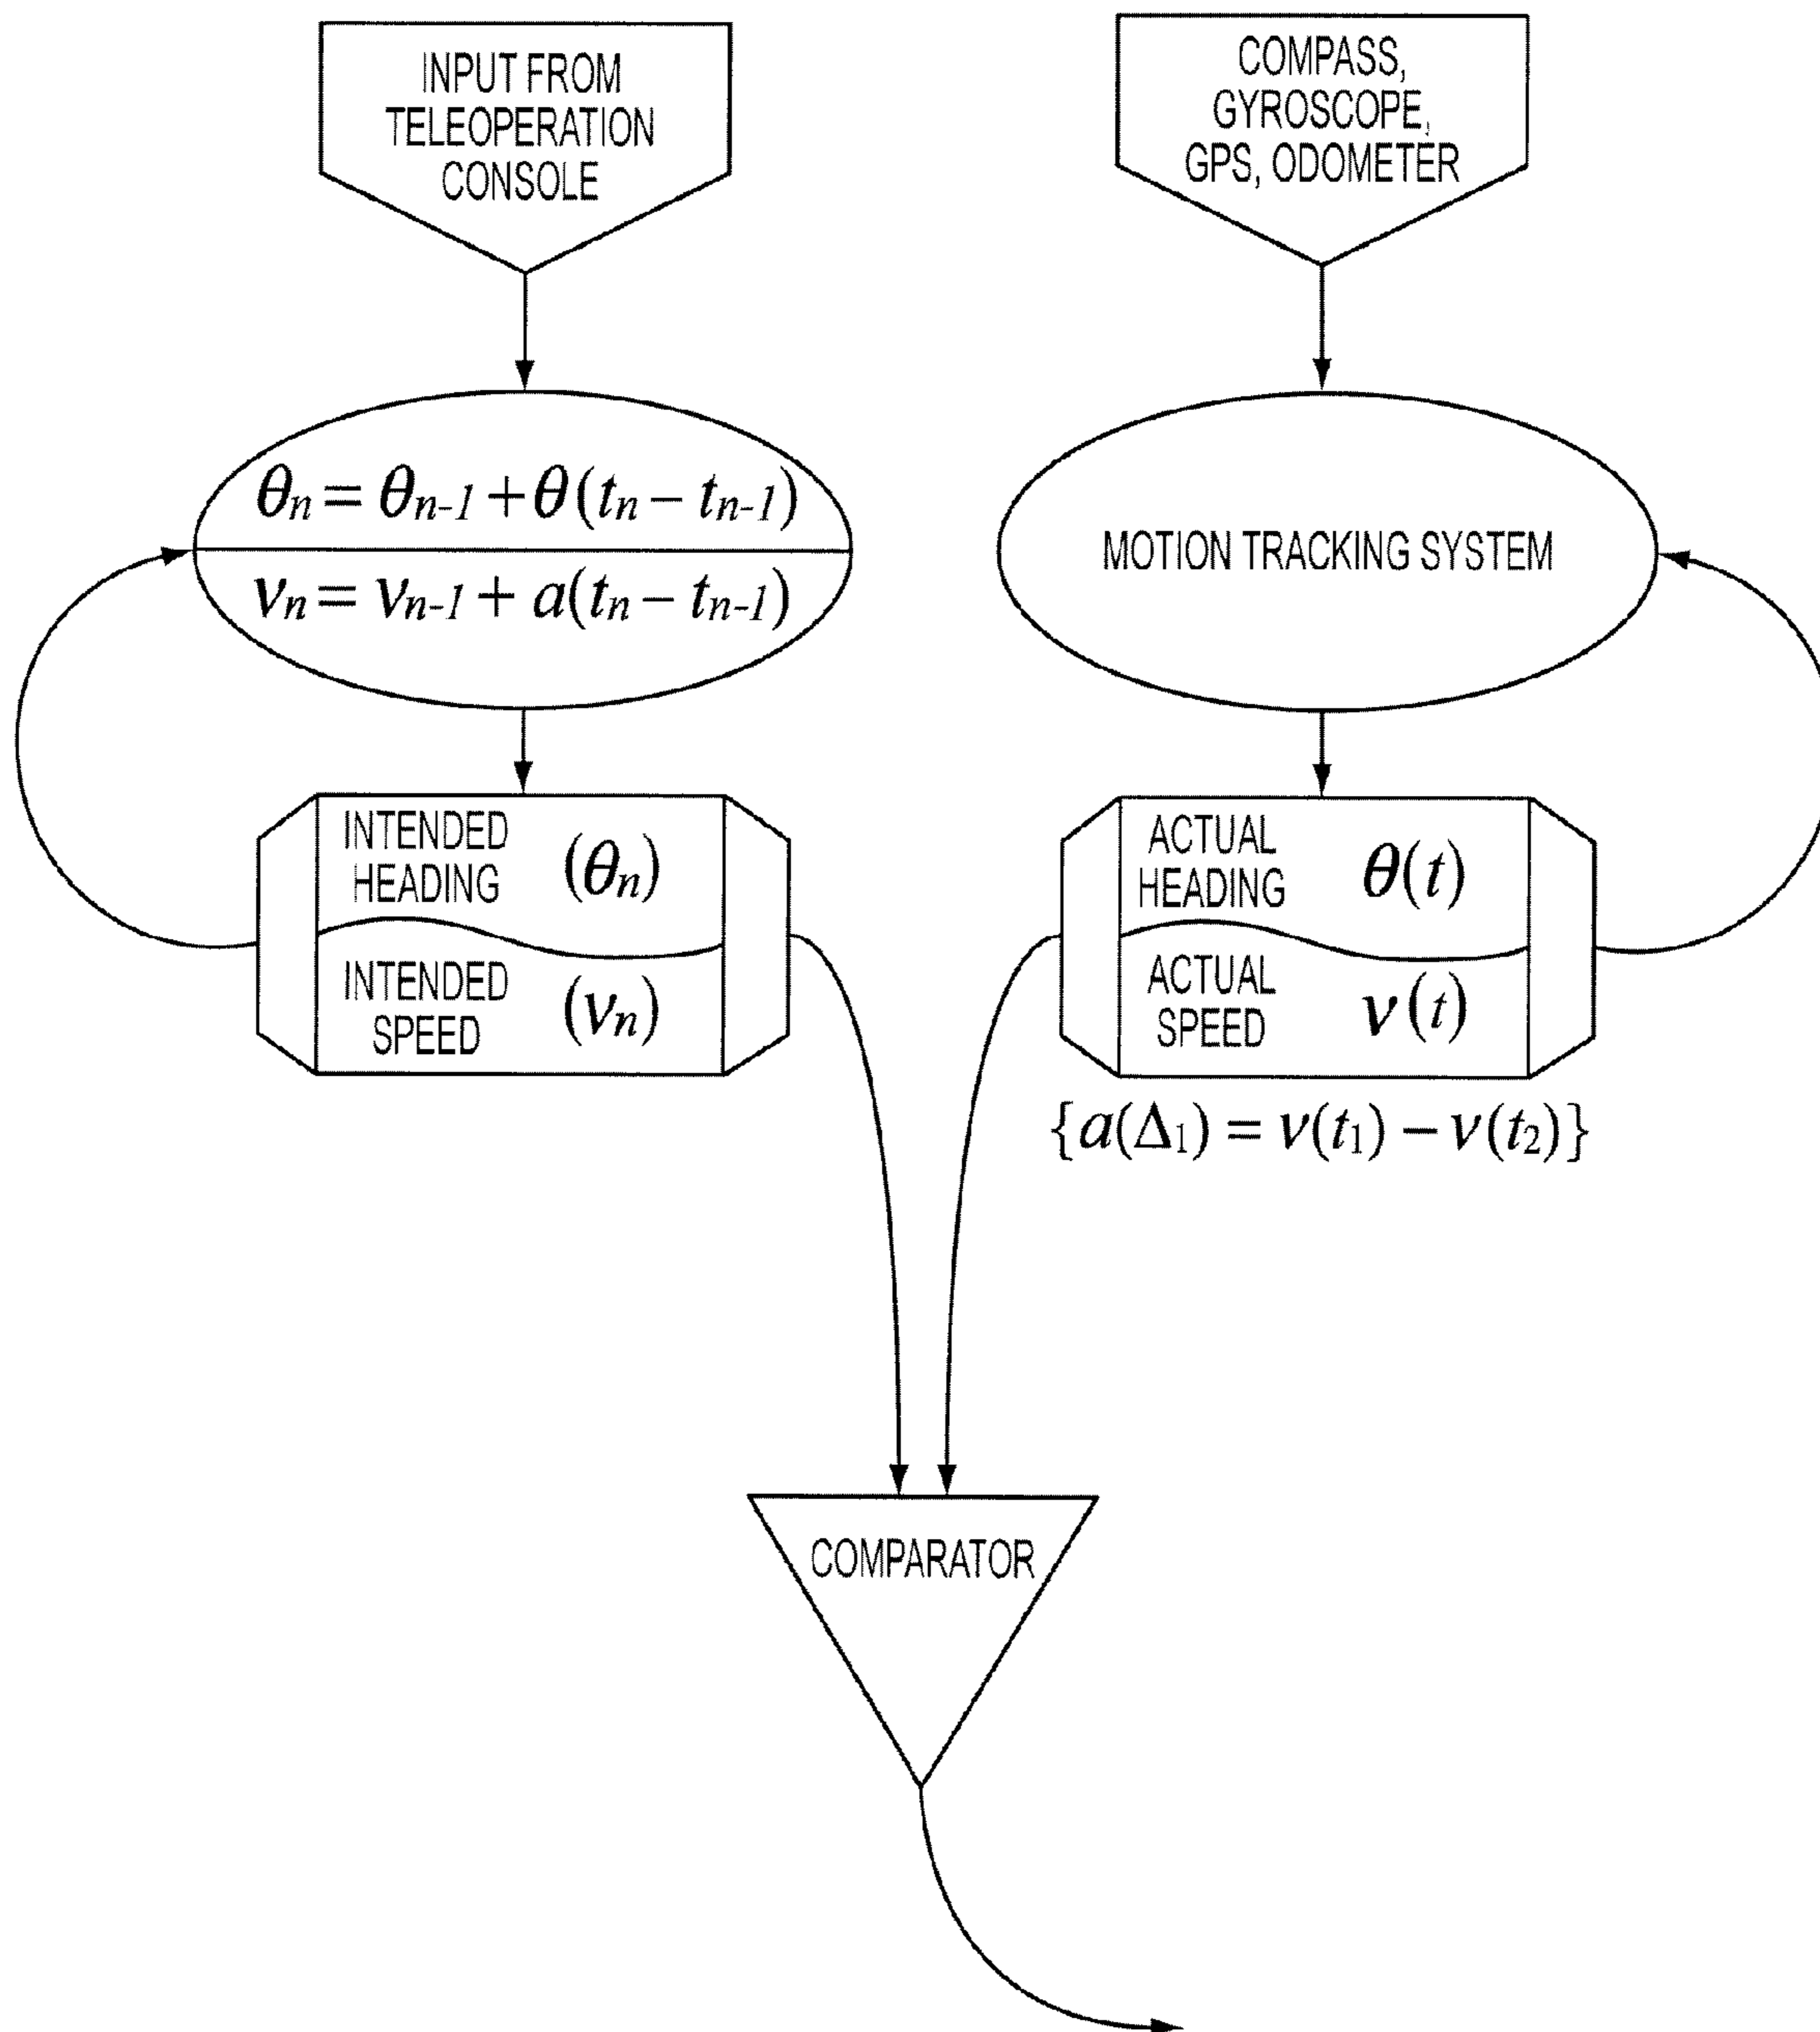 INPUT FROM
TELEOPERATION
CONSOLE
COMPASS,
GYROSCOPE,
GPS, ODOMETER
θn = θn-1 + θ(tn − tn-1)
vn = vn-1 + a(tn − tn-1)
MOTION TRACKING SYSTEM
INTENDED
HEADING (θn)
INTENDED
SPEED (vn)
ACTUAL
HEADING θ(t)
ACTUAL
SPEED v(t)
{a(Δ1) = v(t1) − v(t2)}
COMPARATOR